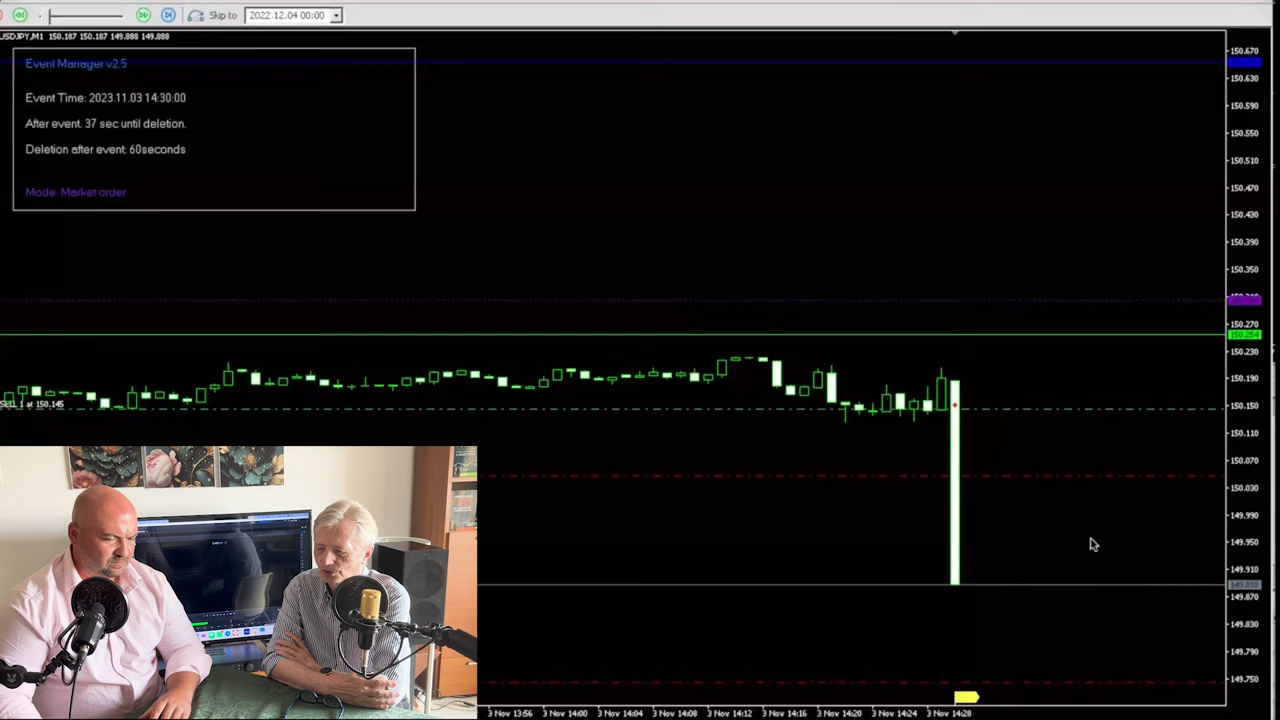 Skip to 2022.12.04 00:00
USDJPY,M1 150.187 150.187 149.888 149.888
Event Manager v2.5
Event Time: 2023.11.03 14:30:00
After event. 37 sec until deletion.
Deletion after event: 60seconds
Mode: Market order
150.670
150.630
150.590
150.550
150.510
150.470
150.430
150.390
150.350
150.270
150.254
150.230
150.190
150.150
SELL 1 at 150.145
150.110
150.070
150.030
149.990
149.950
149.910
149.870
149.830
149.790
149.750
3 Nov 13:56 3 Nov 14:00 3 Nov 14:04 3 Nov 14:08 3 Nov 14:12 3 Nov 14:16 3 Nov 14:20 3 Nov 14:24 3 Nov 14:28